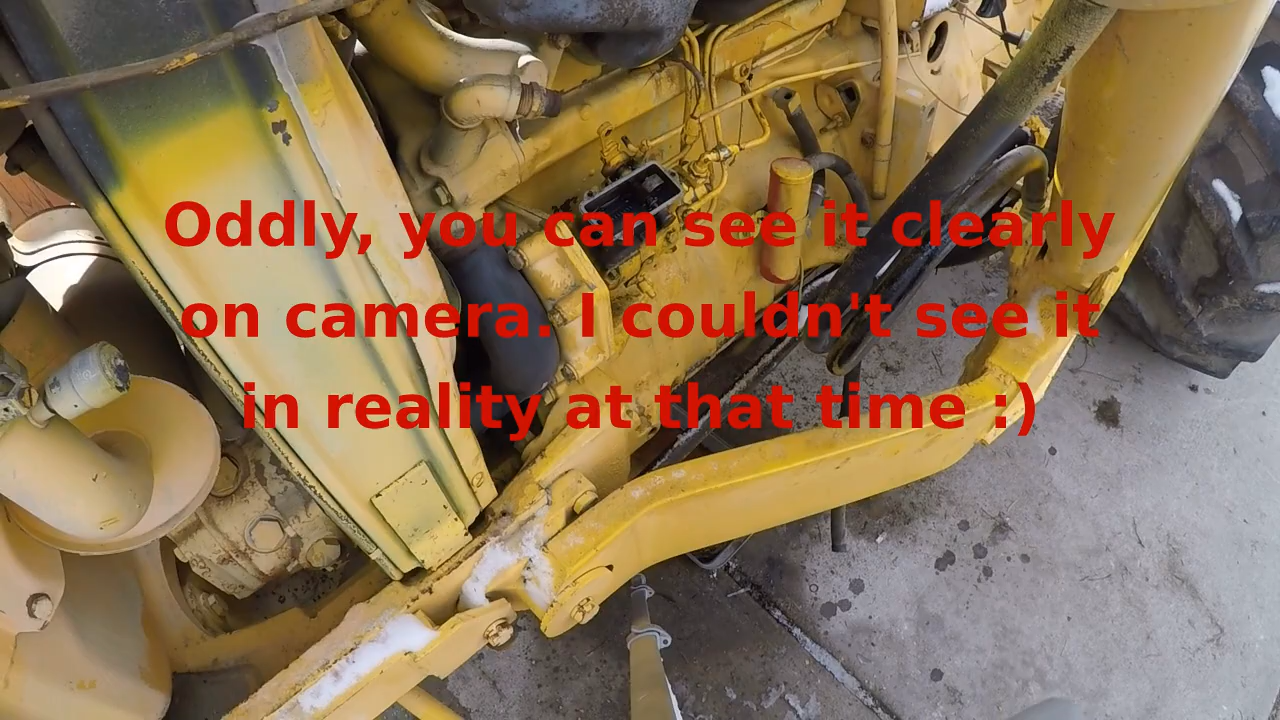 Oddly, you can see it clearly
on camera. I couldn't see it
in reality at that time :)